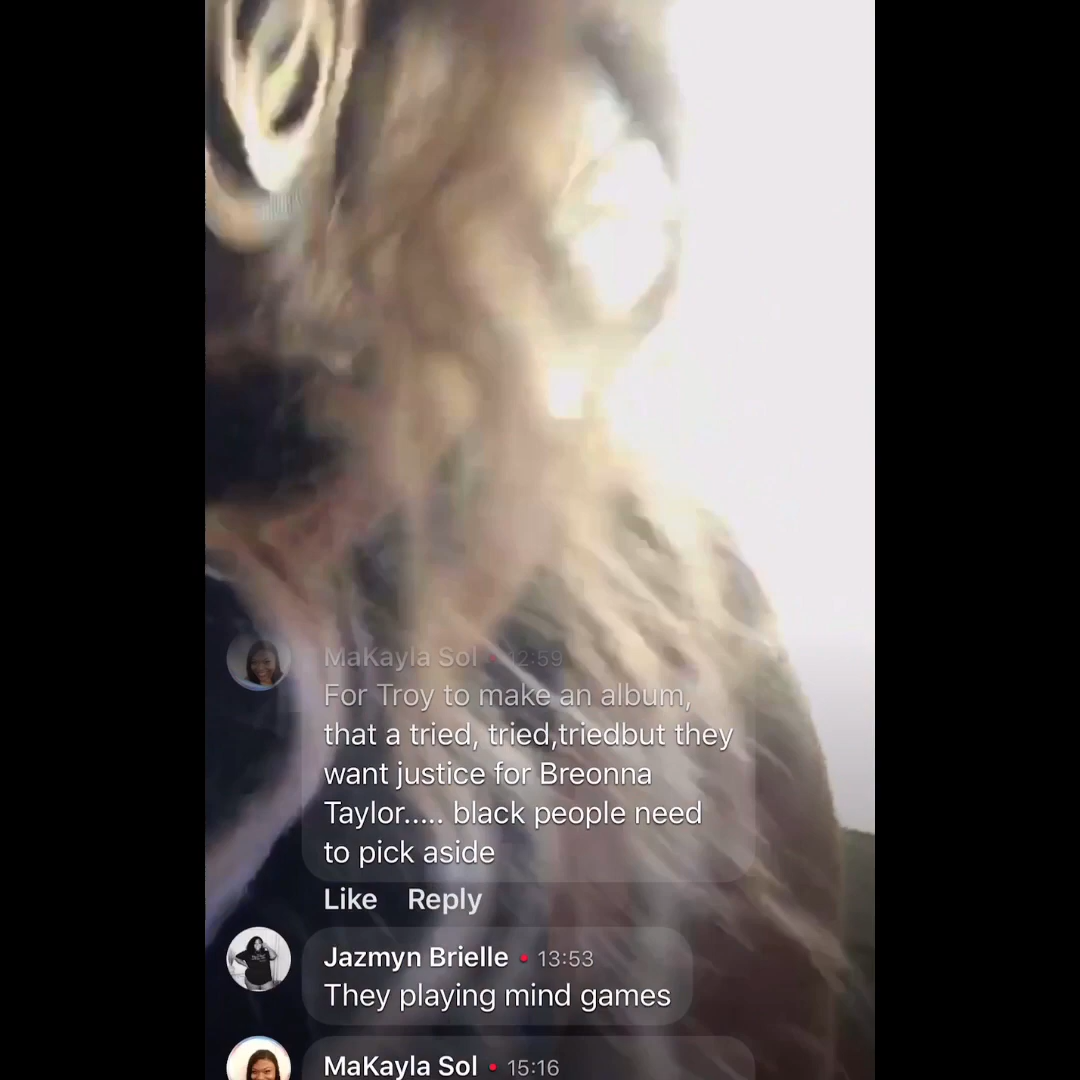 MaKayla Sol • 12:59
For Troy to make an album,
that a tried, tried,triedbut they
want justice for Breonna
Taylor..... black people need
to pick aside
Like Reply
Jazmyn Brielle • 13:53
They playing mind games
MaKayla Sol • 15:16